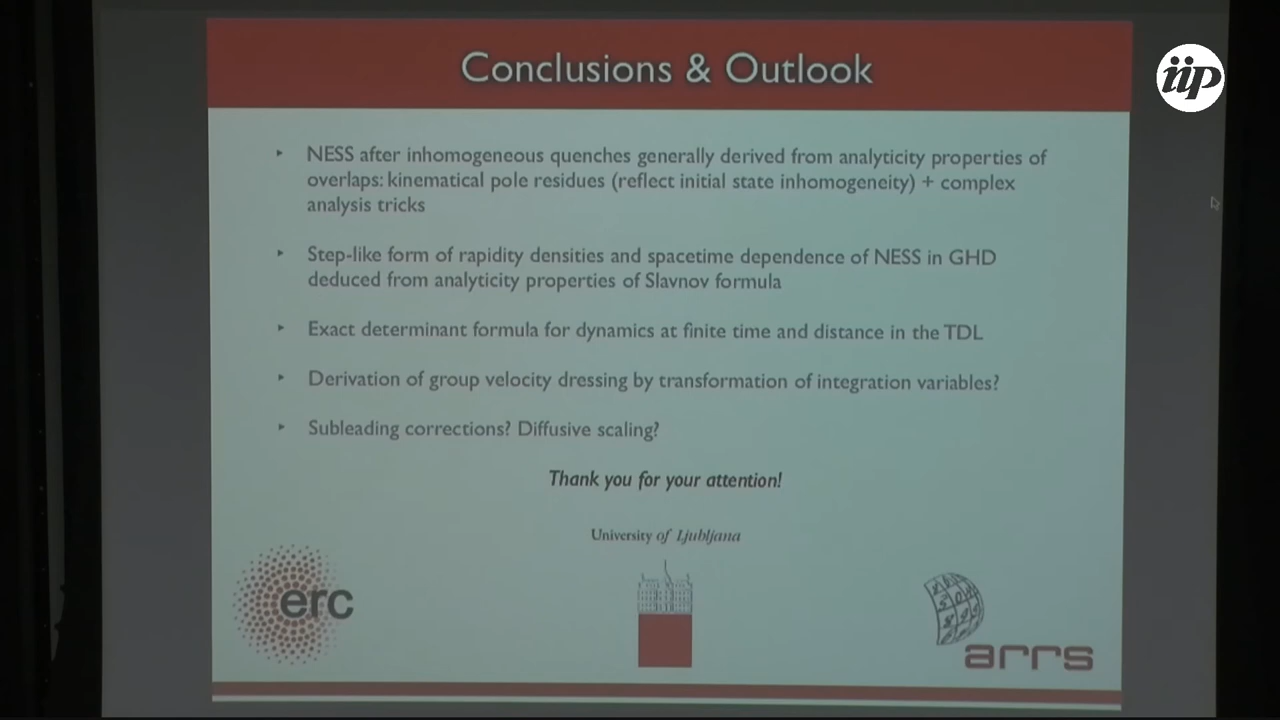 Conclusions & Outlook
iip
NESS after inhomogeneous quenches generally derived from analyticity properties of
overlaps: kinematical pole residues (reflect initial state inhomogeneity) + complex
analysis tricks
Step-like form of rapidity densities and spacetime dependence of NESS in GHD
deduced from analyticity properties of Slavnov formula
Exact determinant formula for dynamics at finite time and distance in the TDL
Derivation of group velocity dressing by transformation of integration variables?
Subleading corrections? Diffusive scaling?
Thank you for your attention!
University of Ljubljana
erc
arrs